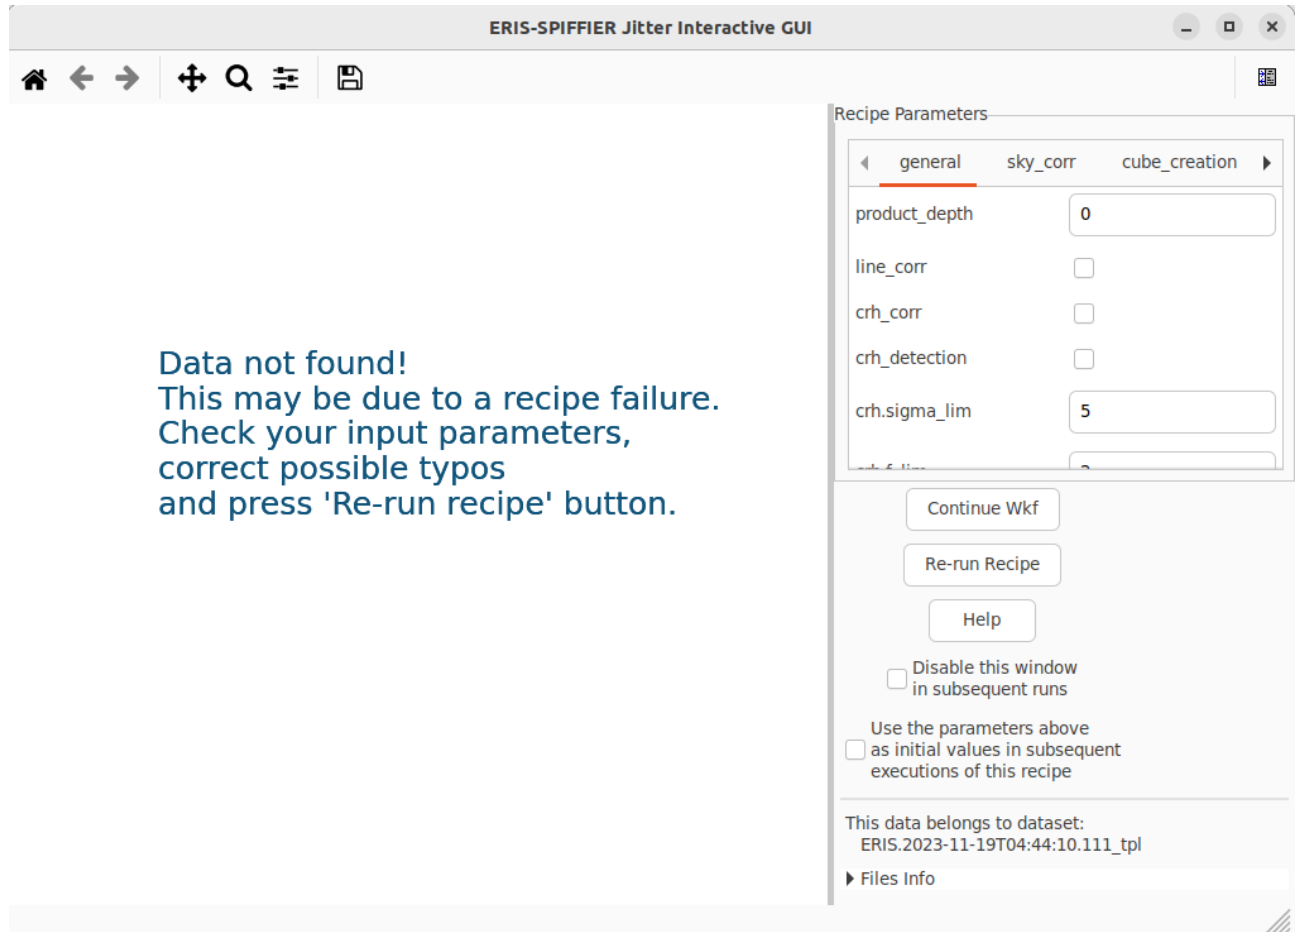 ERIS-SPIFFIER Jitter Interactive GUI
Data not found!
This may be due to a recipe failure.
Check your input parameters,
correct possible typos
and press 'Re-run recipe' button.
Recipe Parameters
general sky_corr cube_creation
product_depth 0
line_corr
crh_corr
crh_detection
crh.sigma_lim 5
Continue Wkf
Re-run Recipe
Help
Disable this window
in subsequent runs
Use the parameters above
as initial values in subsequent
executions of this recipe
This data belongs to dataset:
ERIS.2023-11-19T04:44:10.111_tpl
Files Info